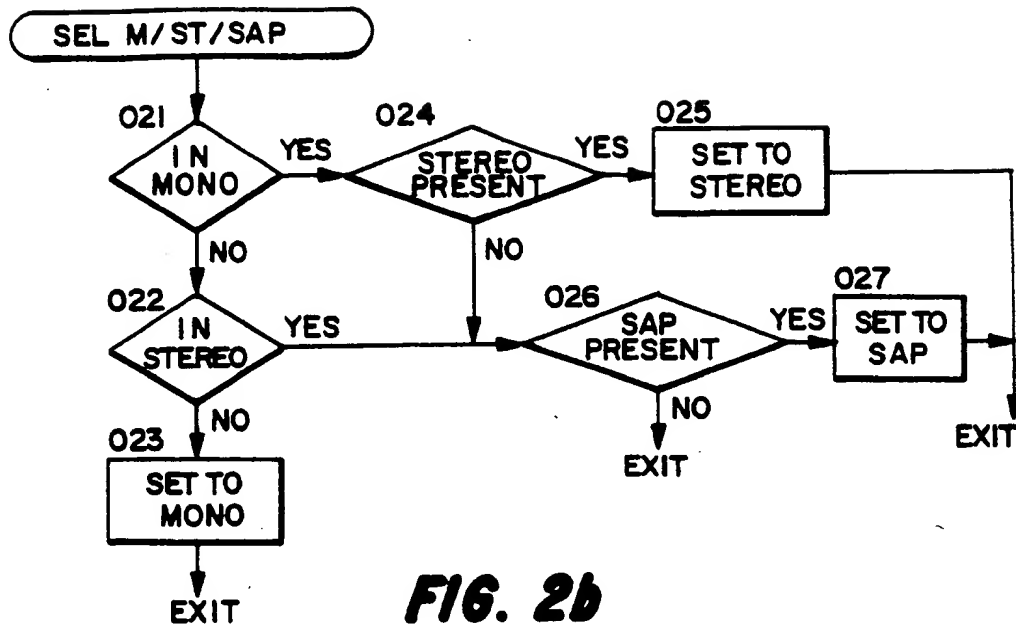 SEL M/ST/SAP
021
IN
MONO
YES
024
STEREO
PRESENT
YES
025
SET TO
STEREO
NO
NO
022
IN
STEREO
YES
026
SAP
PRESENT
YES
027
SET TO
SAP
NO
NO
EXIT
EXIT
023
SET TO
MONO
EXIT
FIG. 2b